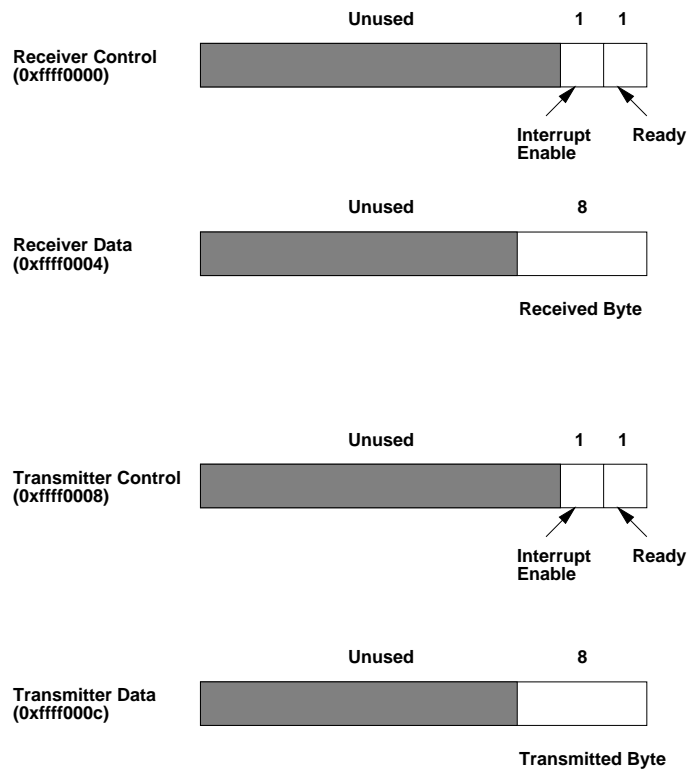 Unused 1 1
Receiver Control
(0xffff0000)
Interrupt Ready
Enable
Unused 8
Receiver Data
(0xffff0004)
Received Byte
Unused 1 1
Transmitter Control
(0xffff0008)
Interrupt Ready
Enable
Unused 8
Transmitter Data
(0xffff000c)
Transmitted Byte